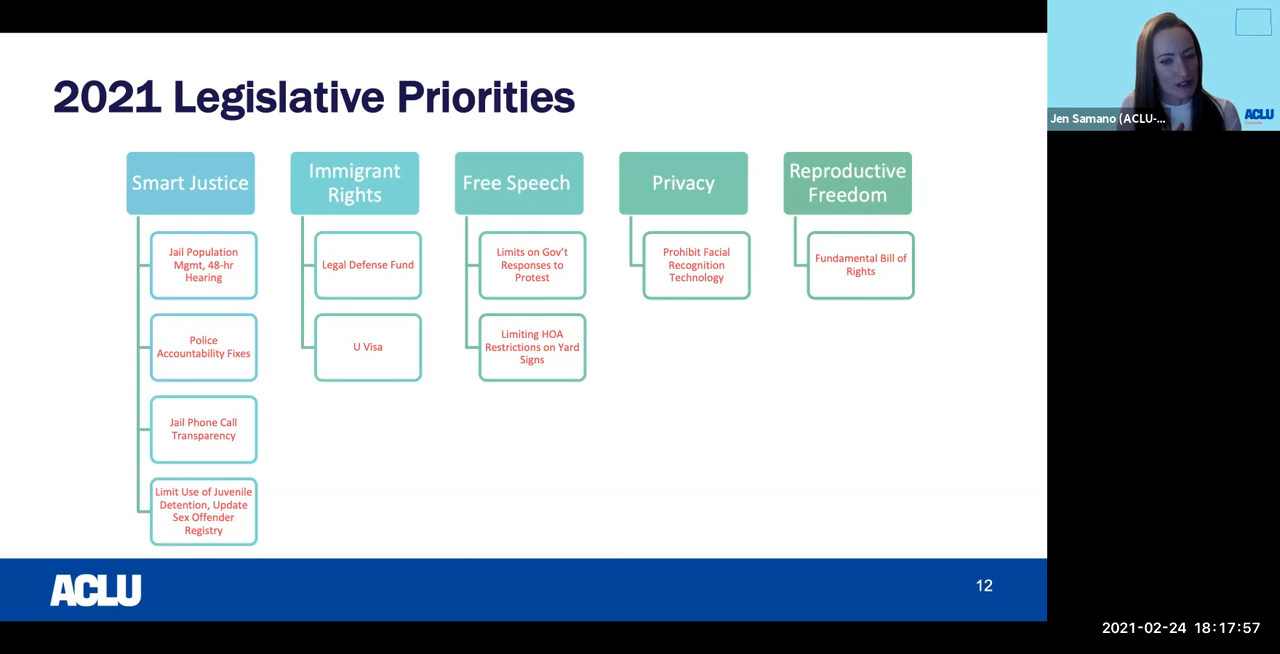 2021 Legislative Priorities
Smart Justice
Jail Population
Mgmt, 48-hr
Hearing
Police
Accountability Fixes
Jail Phone Call
Transparency
Limit Use of Juvenile
Detention, Update
Sex Offender
Registry
Immigrant
Rights
Legal Defense Fund
U Visa
Free Speech
Limits on Gov't
Responses to
Protest
Limiting HOA
Restrictions on Yard
Signs
Privacy
Prohibit Facial
Recognition
Technology
Reproductive
Freedom
Fundamental Bill of
Rights
ACLU
12
Jen Samano (ACLU-...
ACLU
2021-02-24 18:17:57